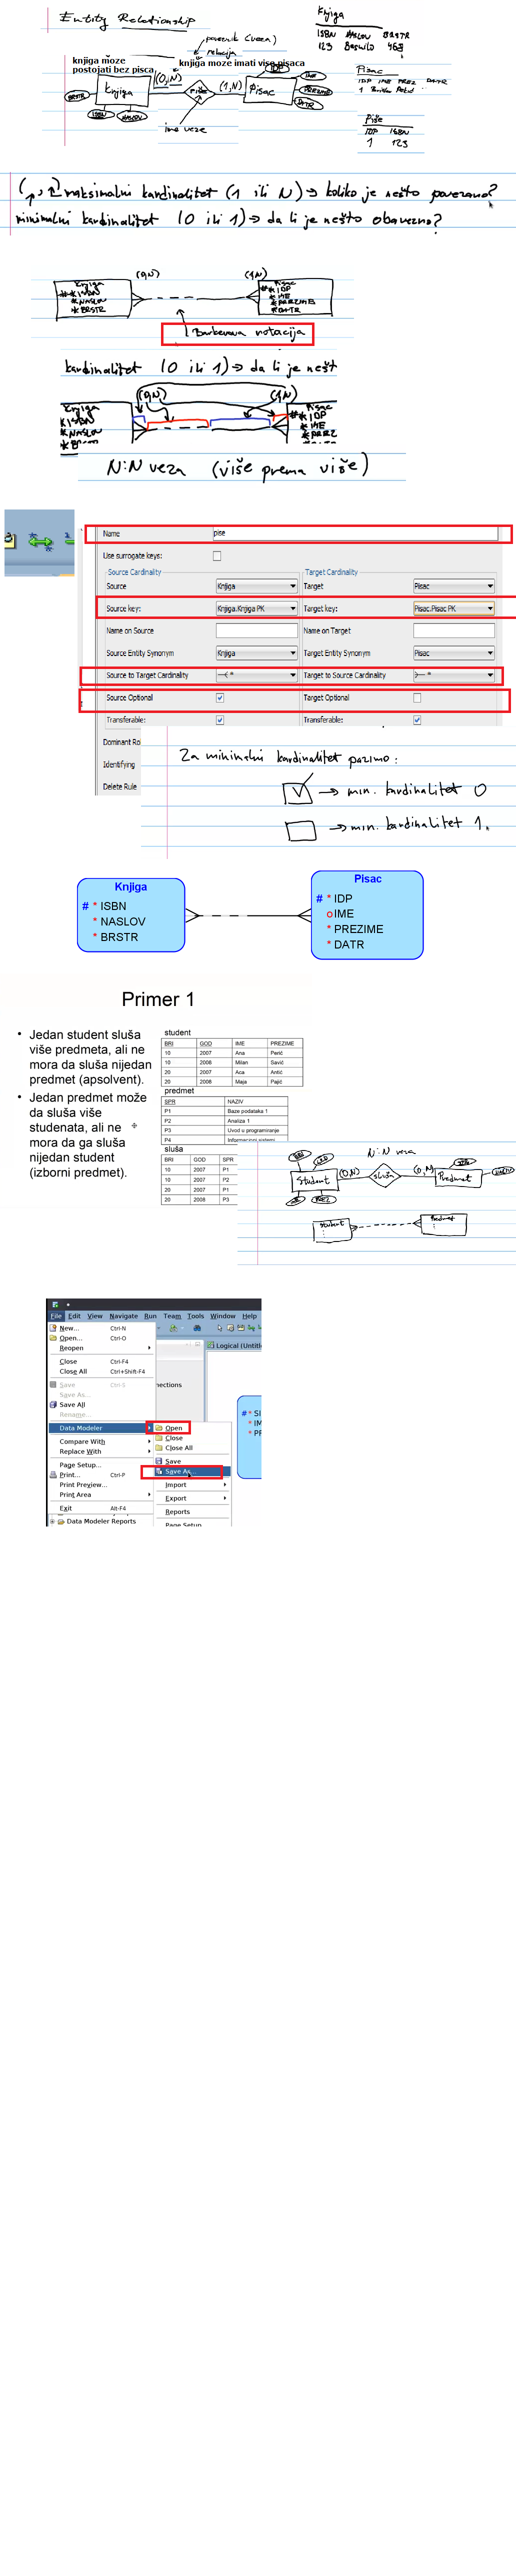 Entity Relationship
poveznik (veza)
relacija
knjiga moze
postojati bez pisca
knjiga moze imati vise pisaca
(0,N)
(1,N)
Knjiga
PIŠE
Pisac
BRSTR
ISBN
NASLOV
IDP
IME
PREZIME
DATR
ime veze
Knjiga
ISBN NASLOV BRSTR
123
Pisac
IDP IME PREZ DATR
1
Piše
IDP ISBN
1 123
maksimalni kardinalitet (1 ili N) → koliko je nešto povezano?
minimalni kardinalitet (0 ili 1) → da li je nešto obavezno?
(0,N) (1,N)
Knjiga
#*ISBN
*NASLOV
*BRSTR
Pisac
#*IDP
*IME
*PREZIME
*DATR
Barkerova notacija
kardinalitet (0 ili 1) → da li je nešt
(0,N) (1,N)
Knjiga
*ISBN
*NASLOV
*BRSTR
Pisac
#*IDP
*IME
*PREZ
N:N veza (više prema više)
Name pise
Use surrogate keys:
Source Cardinality Target Cardinality
Source Knjiga Target Pisac
Source key: Knjiga.Knjiga PK Target key: Pisac.Pisac PK
Name on Source Name on Target
Source Entity Synonym Knjiga Target Entity Synonym Pisac
Source to Target Cardinality * Target to Source Cardinality *
Source Optional Target Optional
Transferable: Transferable:
Dominant Ro
Identifying
Delete Rule
Za minimalni kardinalitet pazimo:
→ min. kardinalitet 0
→ min. kardinalitet 1.
Knjiga
# * ISBN
* NASLOV
* BRSTR
Pisac
# * IDP
o IME
* PREZIME
* DATR
Primer 1
• Jedan student sluša
više predmeta, ali ne
mora da sluša nijedan
predmet (apsolvent).
• Jedan predmet može
da sluša više
studenata, ali ne
mora da ga sluša
nijedan student
(izborni predmet).
student
BRI GOD IME PREZIME
10 2007 Ana Perić
10 2008 Milan Savić
20 2007 Aca Antić
20 2008 Maja Pajić
predmet
SPR NAZIV
P1 Baze podataka 1
P2 Analiza 1
P3 Uvod u programiranje
P4 Informacioni sistemi
sluša
BRI GOD SPR
10 2007 P1
10 2007 P2
20 2007 P1
20 2008 P3
N:N veza
BRI
GOD
Student
(0,N)
sluša
(0,N)
Predmet
IME
PREZ
SPR
NAZIV
Student
Predmet
File Edit View Navigate Run Team Tools Window Help
New... Ctrl-N
Open... Ctrl-O
Reopen
Close Ctrl-F4
Close All Ctrl+Shift-F4
Save Ctrl-S
Save As...
Save All
Rename...
Data Modeler
Compare With
Replace With
Page Setup...
Print... Ctrl-P
Print Preview...
Print Area
Exit Alt-F4
Data Modeler Reports
Open
Close
Close All
Save
Save As...
Import
Export
Reports
Page Setup
Logical (Untitl
nections
# * SI
* IM
* PR